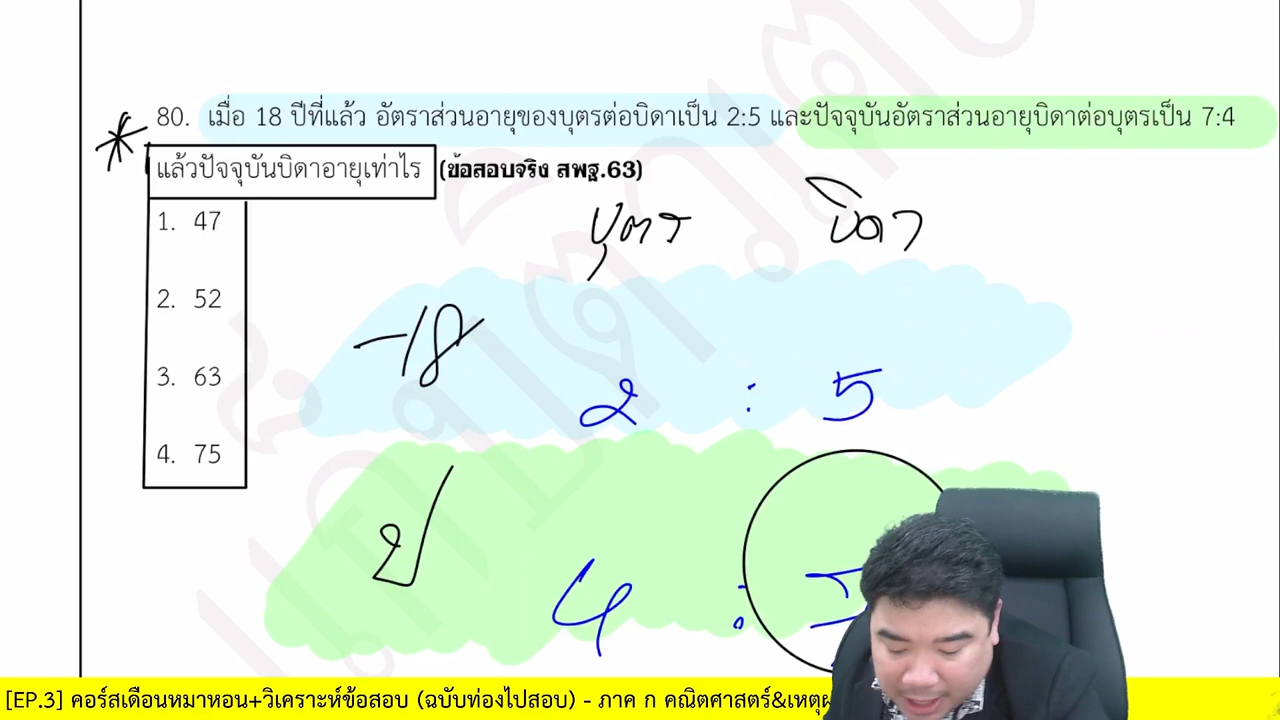 80. เมื่อ 18 ปีที่แล้ว อัตราส่วนอายุของบุตรต่อบิดาเป็น 2:5 และปัจจุบันอัตราส่วนอายุบิดาต่อบุตรเป็น 7:4
แล้วปัจจุบันบิดาอายุเท่าไร (ข้อสอบจริง สพฐ.63)
1. 47
2. 52
3. 63
4. 75
บุตร บิดา
-18 2 : 5
ป 4 :
[EP.3] คอร์สเดือนหมาหอน+วิเคราะห์ข้อสอบ (ฉบับท่องไปสอบ) - ภาค ก คณิตศาสตร์&เหตุผ